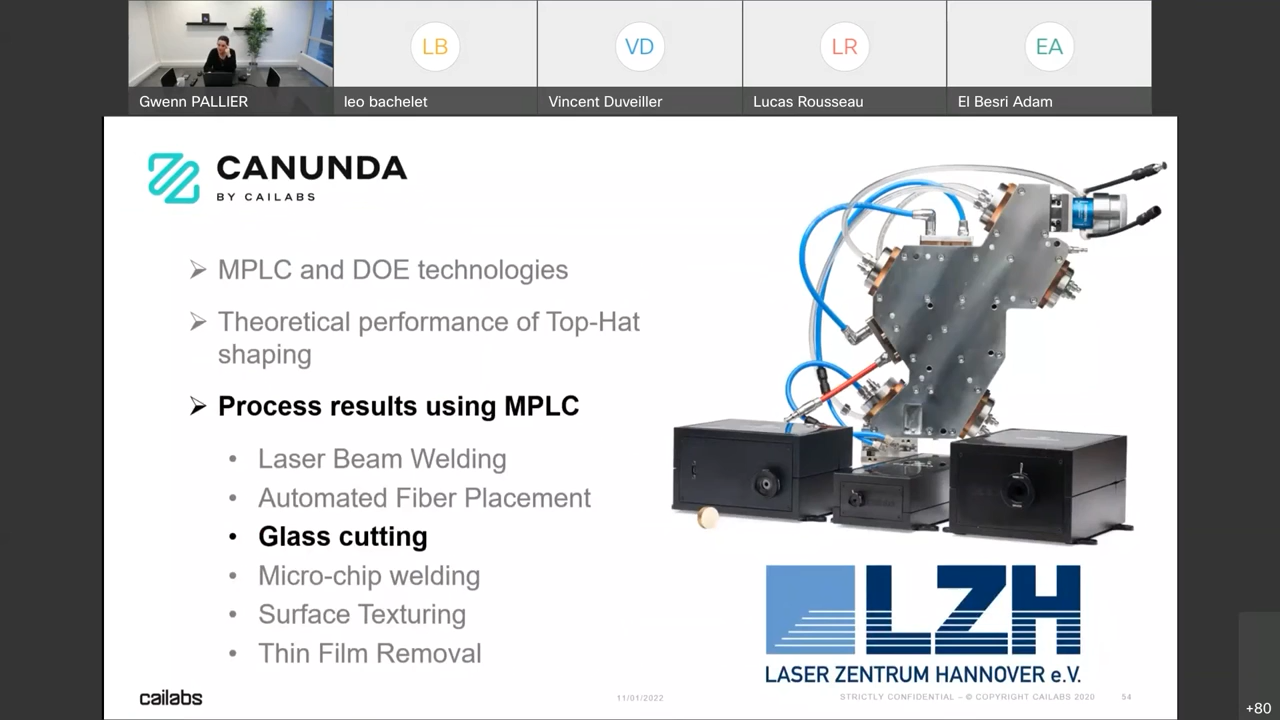 LB
VD
LR
EA
Gwenn PALLIER
leo bachelet
Vincent Duveiller
Lucas Rousseau
El Besri Adam
CANUNDA
BY CAILABS
➢ MPLC and DOE technologies
➢ Theoretical performance of Top-Hat
shaping
➢ Process results using MPLC
• Laser Beam Welding
• Automated Fiber Placement
• Glass cutting
• Micro-chip welding
• Surface Texturing
• Thin Film Removal
LZH
LASER ZENTRUM HANNOVER e.V.
cailabs
11/01/2022
STRICTLY CONFIDENTIAL – © COPYRIGHT CAILABS 2020
54
+80